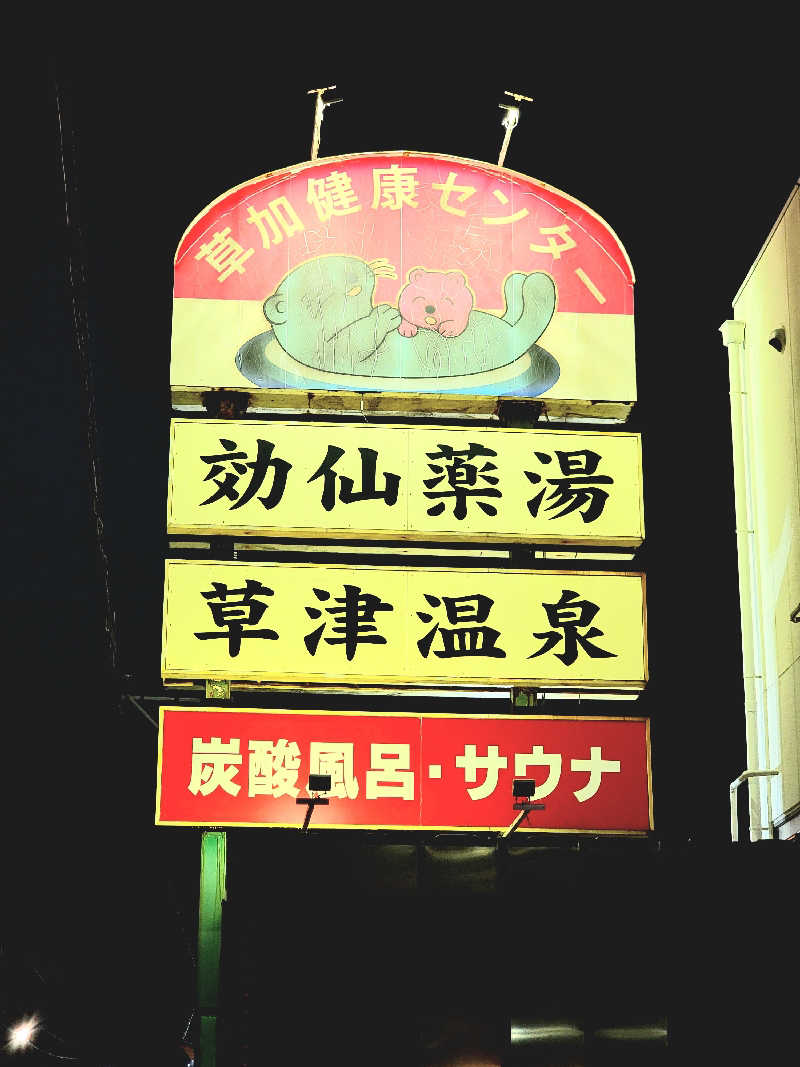 草加健康センター
効仙薬湯
草津温泉
炭酸風呂・サウナ